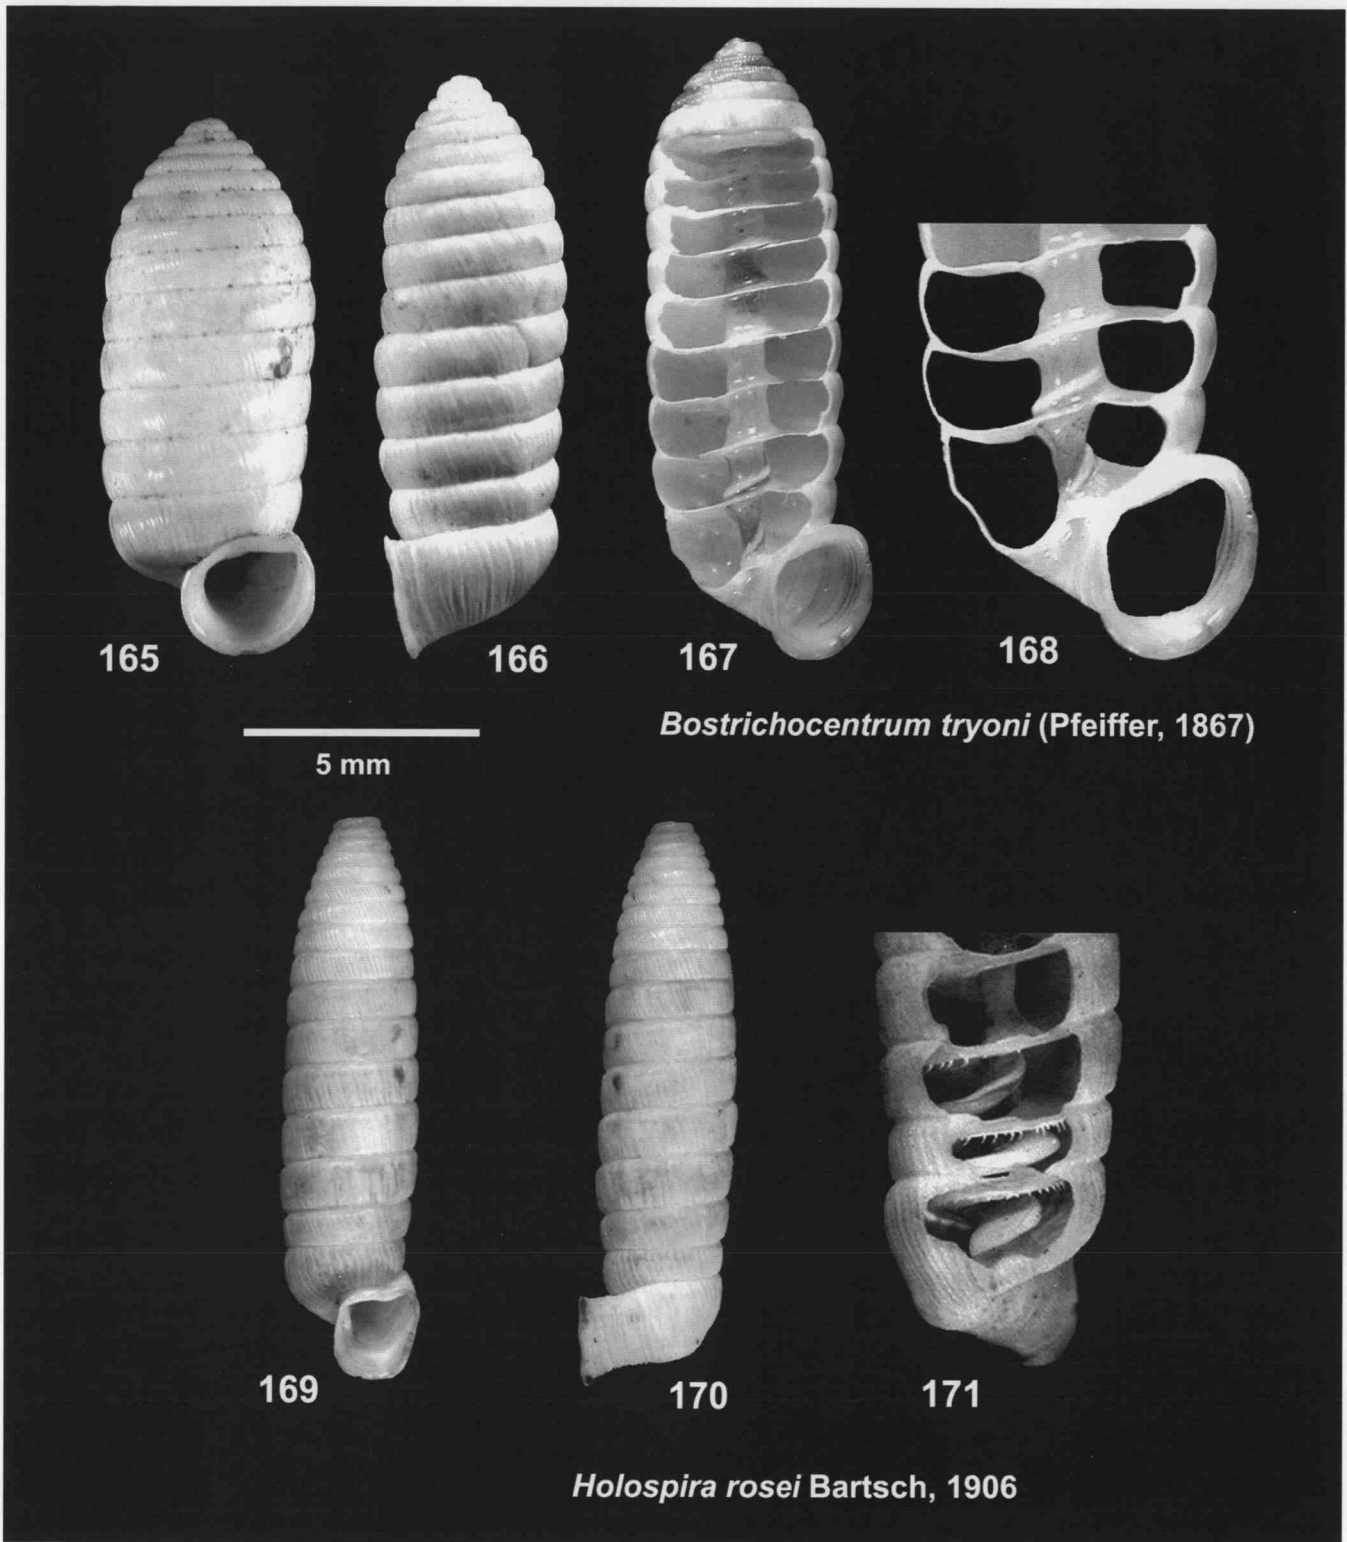 165
166
167
168
Bostrichocentrum tryoni (Pfeiffer, 1867)
5 mm
169
170
171
Holospira rosei Bartsch, 1906